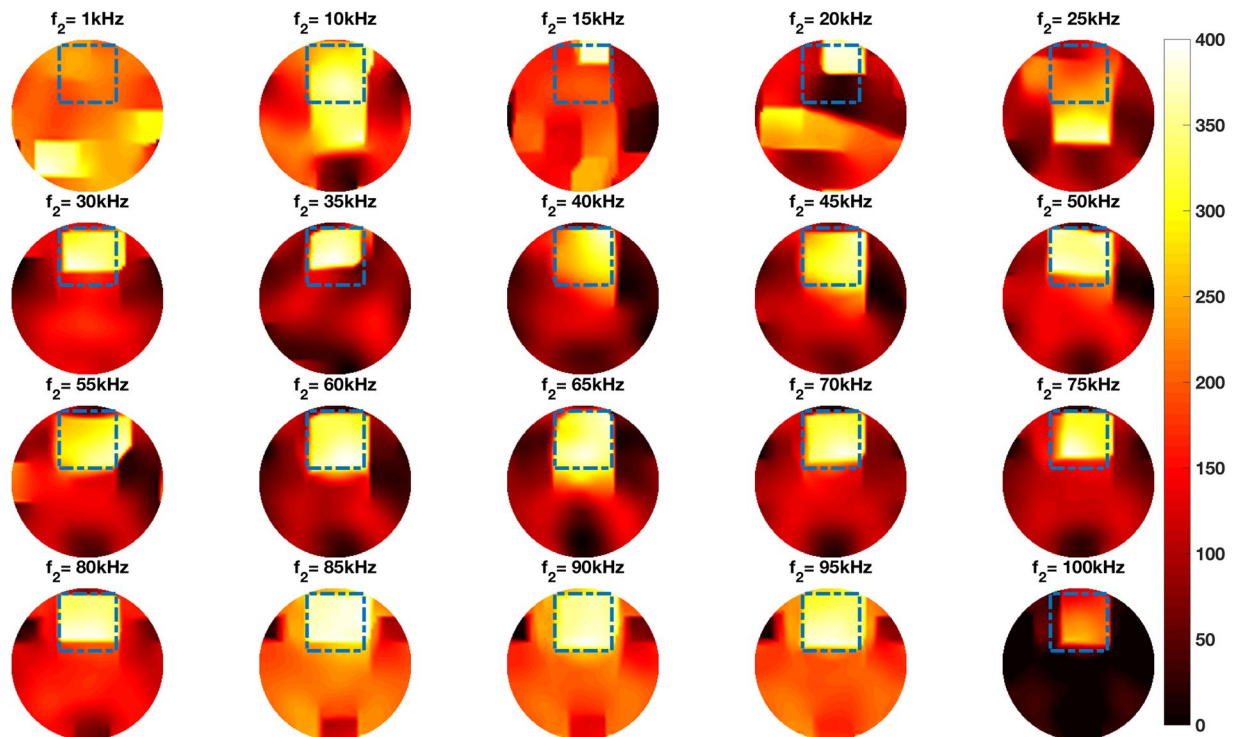 f2= 1kHz f2= 10kHz f2= 15kHz f2= 20kHz f2= 25kHz
f2= 30kHz f2= 35kHz f2= 40kHz f2= 45kHz f2= 50kHz
f2= 55kHz f2= 60kHz f2= 65kHz f2= 70kHz f2= 75kHz
f2= 80kHz f2= 85kHz f2= 90kHz f2= 95kHz f2= 100kHz
400
350
300
250
200
150
100
50
0